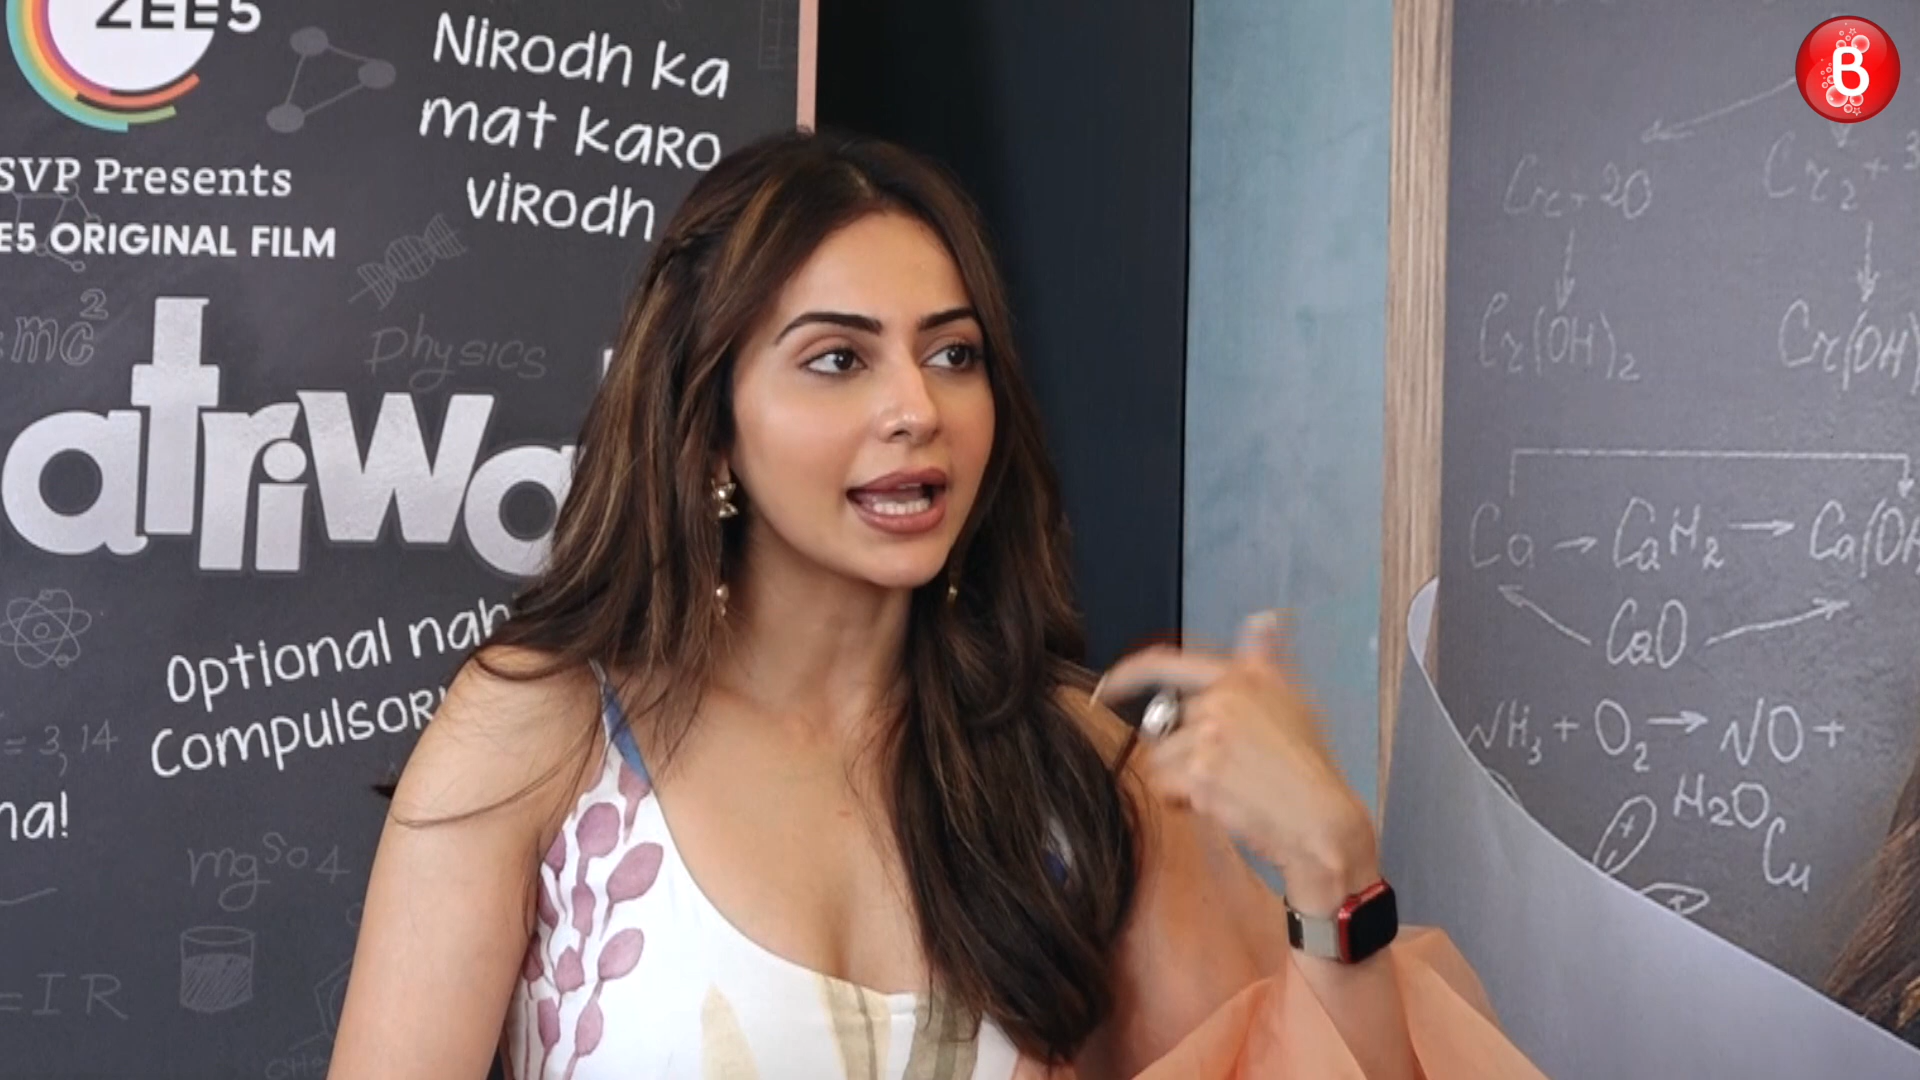 ZEE5
SVP Presents
E5 ORIGINAL FILM
Nirodh ka
mat karo
virodh
=mc²
Physics
atriwa
Optional nah
Compulsor
= 3,14
na!
mgSO4
=IR
B
Cr+2O
Cr2+3
Cr(OH)2
Cr(OH)
Ca → CaH2 → Ca(OH
CaO
NH3 + O2 → NO +
H2O
Cu